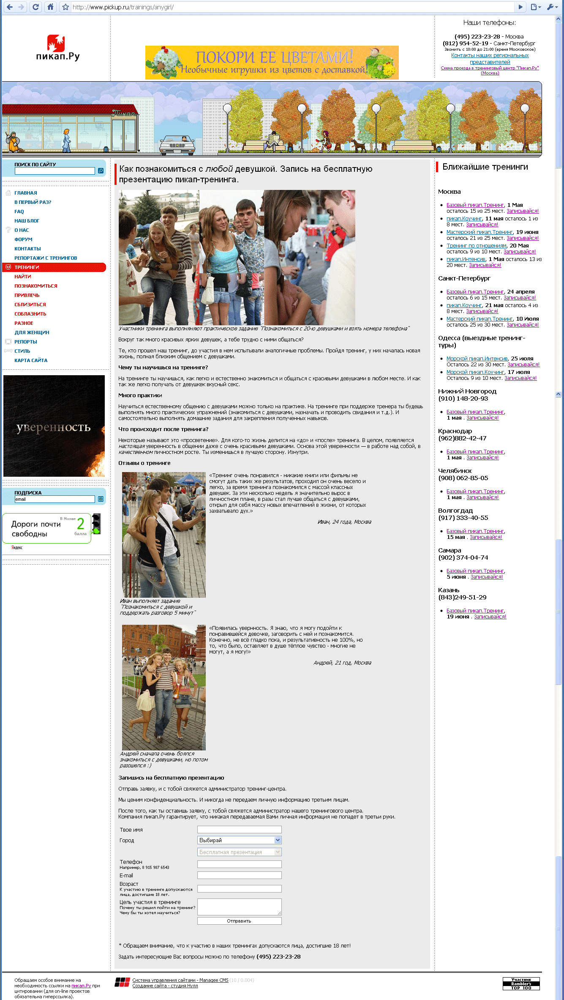 http://www.pickup.ru/trainings/anygirl/
пикап.Ру
ПОКОРИ ЕЕ ЦВЕТАМИ!
Необычные игрушки из цветов с доставкой!
Наши телефоны:
(495) 223-23-28 - Москва
(812) 954-52-19 - Санкт-Петербург
Звонить с 10:00 до 21:00 (время Московское)
Контакты наших региональных
представителей
Схема проезда в тренинговый центр "Пикап.Ру"
(Москва)
Пикап
ПОИСК ПО САЙТУ
ГЛАВНАЯ
В ПЕРВЫЙ РАЗ?
FAQ
НАШ БЛОГ
О НАС
ФОРУМ
КОНТАКТЫ
РЕПОРТАЖИ С ТРЕНИНГОВ
ТРЕНИНГИ
НАЙТИ
ПОЗНАКОМИТЬСЯ
ПРИВЛЕЧЬ
СБЛИЗИТЬСЯ
СОБЛАЗНИТЬ
РАЗНОЕ
ДЛЯ ЖЕНЩИН
РЕПОРТЫ
СТИЛЬ
КАРТА САЙТА
уверенность
ПОДПИСКА
email
В Москве
Дороги почти
свободны
2
балла
Яндекс
Как познакомиться с любой девушкой. Запись на бесплатную
презентацию пикап-тренинга.
Участники тренинга выполняняют практическое задание "Познакомиться с 20-ю девушками и взять номера телефона"
Вокруг так много красивых ярких девушек, а тебе трудно с ними общаться?
Те, кто прошел наш тренинг, до участия в нем испытывали аналогичные проблемы. Пройдя тренинг, у них началась новая
жизнь, полная близким общением с девушками.
Чему ты научишься на тренинге?
На тренинге ты научишься, как легко и естественно знакомиться и общаться с красивыми девушками в любом месте. И как
так же легко получать от девушкек вкусный секс.
Много практики
Научиться естественному общению с девушками можно только на практике. На тренинге при поддержке тренера ты будешь
выполнять много практических упражнений (знакомиться с девушками, назначать и проводить свидания и т.д.). И
самостоятельно выполнять домашние задания для закрепления полученных навыков.
Что происходит после тренинга?
Некоторые называют это «просветение». Для кого-то жизнь делится на «до» и «после» тренинга. В целом, появляется
настоящая уверенность в общении даже с очень красивыми девушками. Основа этой уверенности — в работе над собой, в
качественном личностном росте. Ты изменишься в лучшую сторону. Изнутри.
Отзывы о тренинге
«Тренинг очень понравился - никакие книги или фильмы не
смогут дать таких же результатов, проходил он очень весело и
легко, за время тренинга познакомился с массой классных
девушек. За эти несколько недель я значительно вырос в
личностном плане, в разы стал лучше общаться с девушками,
открыл для себя массу новых впечатлений в жизни, от которых
захватывало дух.»
Иван, 24 года, Москва
Иван выполняет задание
"Познакомиться с девушкой и
поддержать разговор 5 минут"
«Появилась увернность. Я знаю, что я могу подойти к
понравившейся девочке, заговорить с ней и познакомится.
Конечно, не всё гладко пока, и результативность не 100%, но
то, что было, оставляет в душе тёплое чувство - многие не
могут, а я могу!»
Андрей, 21 год, Москва
Андрей сначала очень боялся
знакомиться с девушками, но потом
разошелся :)
Запишись на бесплатную презентацию
Отправь заявку, и с тобой свяжется администратор тренинг-центра.
Мы ценим конфиденциальность. И никогда не передаем личную информацию третьим лицам.
После того, как ты оставишь заявку, с тобой свяжется администратор нашего тренингового центра.
Компания пикап.Ру гарантирует, что никакая передаваемая Вами личная информация не попадет в третьи руки.
Твое имя
Город
Выбирай
Бесплатная презентация
Телефон
Например, 8 915 987 6543
E-mail
Возраст
К участию в тренинге допускаются
лица, достигшие 18 лет.
Цель участия в тренинге
Почему ты решил пойти на тренинг?
Чему бы ты хотел научиться?
Отправить
* Обращаем внимание, что к участию в наших тренингах допускаются лица, достигшие 18 лет!
Задать интересующие Вас вопросы можно по телефону (495) 223-23-28
Ближайшие тренинги
Москва
Базовый пикап.Тренинг, 1 Мая
осталось 15 из 25 мест. Записывайся!
пикап.Коучинг, 11 мая осталось 1 из
8 мест. Записывайся!
Мастерский пикап.Тренинг, 19 июня
осталось 21 из 25 мест. Записывайся!
Тренинг по отношениям, 20 Мая
осталось 9 из 10 мест. Записывайся!
пикап.Интенсив, 1 Мая осталось 13 из
20 мест. Записывайся!
Санкт-Петербург
Базовый пикап.Тренинг, 24 апреля
осталось 6 из 15 мест. Записывайся!
пикап.Коучинг, 21 мая осталось 4 из
8 мест. Записывайся!
Мастерский пикап.Тренинг, 10 Июля
осталось 25 из 30 мест. Записывайся!
Одесса (выездные тренинг-
туры)
Морской пикап.Интенсив, 25 июля
Осталось 22 из 30 мест. Записывайся!
Морской пикап.Коучинг, 17 июля
Осталось 9 из 10 мест. Записывайся!
Нижний Новгород
(910) 148-20-93
Базовый пикап.Тренинг,
1 мая . Записывайся!
Краснодар
(962)882-42-47
Базовый пикап.Тренинг,
1 мая . Записывайся!
Челябинск
(908) 062-85-05
Базовый пикап.Тренинг,
1 мая . Записывайся!
Волгогдад
(917) 333-40-55
Базовый пикап.Тренинг,
15 мая . Записывайся!
Самара
(902) 374-04-74
Базовый пикап.Тренинг,
5 июня . Записывайся!
Казань
(843)249-51-29
Базовый пикап.Тренинг,
19 июня . Записывайся!
Обращаем особое внимание на
необходимость ссылки на пикап.Ру при
цитировании (для on-line проектов
обязательна гиперссылка).
Система управления сайтами - Managee CMS (10 / 0.004)
Создание сайта - студия Нулл
Участник
Rambler's
TOP 100